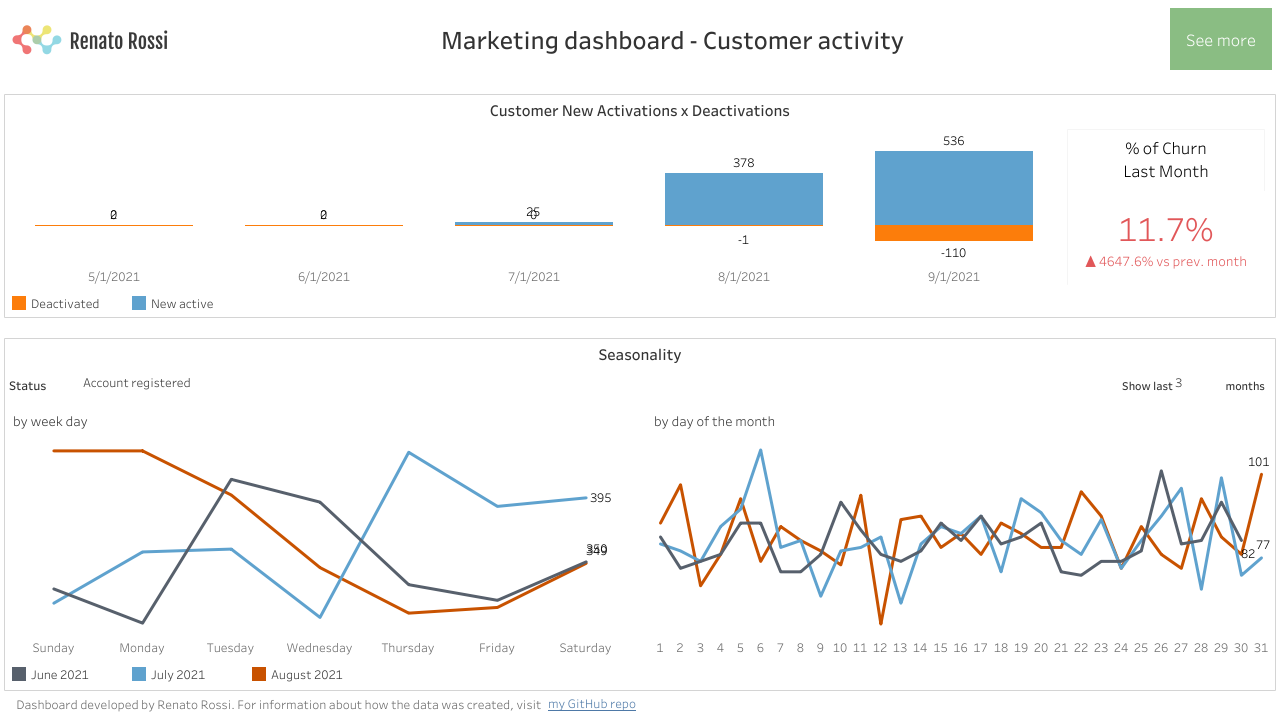 Renato Rossi
Marketing dashboard - Customer activity
See more
Customer New Activations x Deactivations
25
378
536
0
-1
-110
5/1/2021 6/1/2021 7/1/2021 8/1/2021 9/1/2021
Deactivated New active
% of Churn
Last Month
11.7%
▲ 4647.6% vs prev. month
Seasonality
Status Account registered
Show last 3 months
by week day
395
349
Sunday Monday Tuesday Wednesday Thursday Friday Saturday
June 2021 July 2021 August 2021
by day of the month
101
77
82
1 2 3 4 5 6 7 8 9 10 11 12 13 14 15 16 17 18 19 20 21 22 23 24 25 26 27 28 29 30 31
Dashboard developed by Renato Rossi. For information about how the data was created, visit my GitHub repo